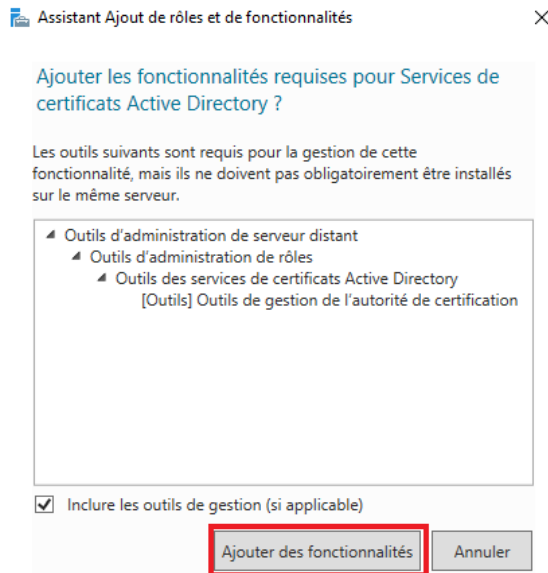 Assistant Ajout de rôles et de fonctionnalités
Ajouter les fonctionnalités requises pour Services de
certificats Active Directory ?
Les outils suivants sont requis pour la gestion de cette
fonctionnalité, mais ils ne doivent pas obligatoirement être installés
sur le même serveur.
Outils d'administration de serveur distant
Outils d'administration de rôles
Outils des services de certificats Active Directory
[Outils] Outils de gestion de l'autorité de certification
Inclure les outils de gestion (si applicable)
Ajouter des fonctionnalités
Annuler